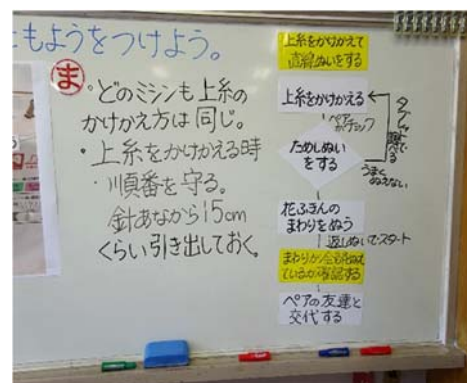 もようをつけよう。
ま
・どのミシンも上糸の
かけかえ方は同じ。
・上糸をかけかえる時
・順番を守る。
針あなから15cm
くらい引き出しておく。
上糸をかけかえて
直線ぬいをする
上糸をかけかえる
ペアで
チェック
ためしぬい
をする
うまく
ぬえない
花ふきんの
まわりをぬう
返しぬいでスタート
まわりが全部ぬえ
ているか確認する
ペアの友達と
交代する